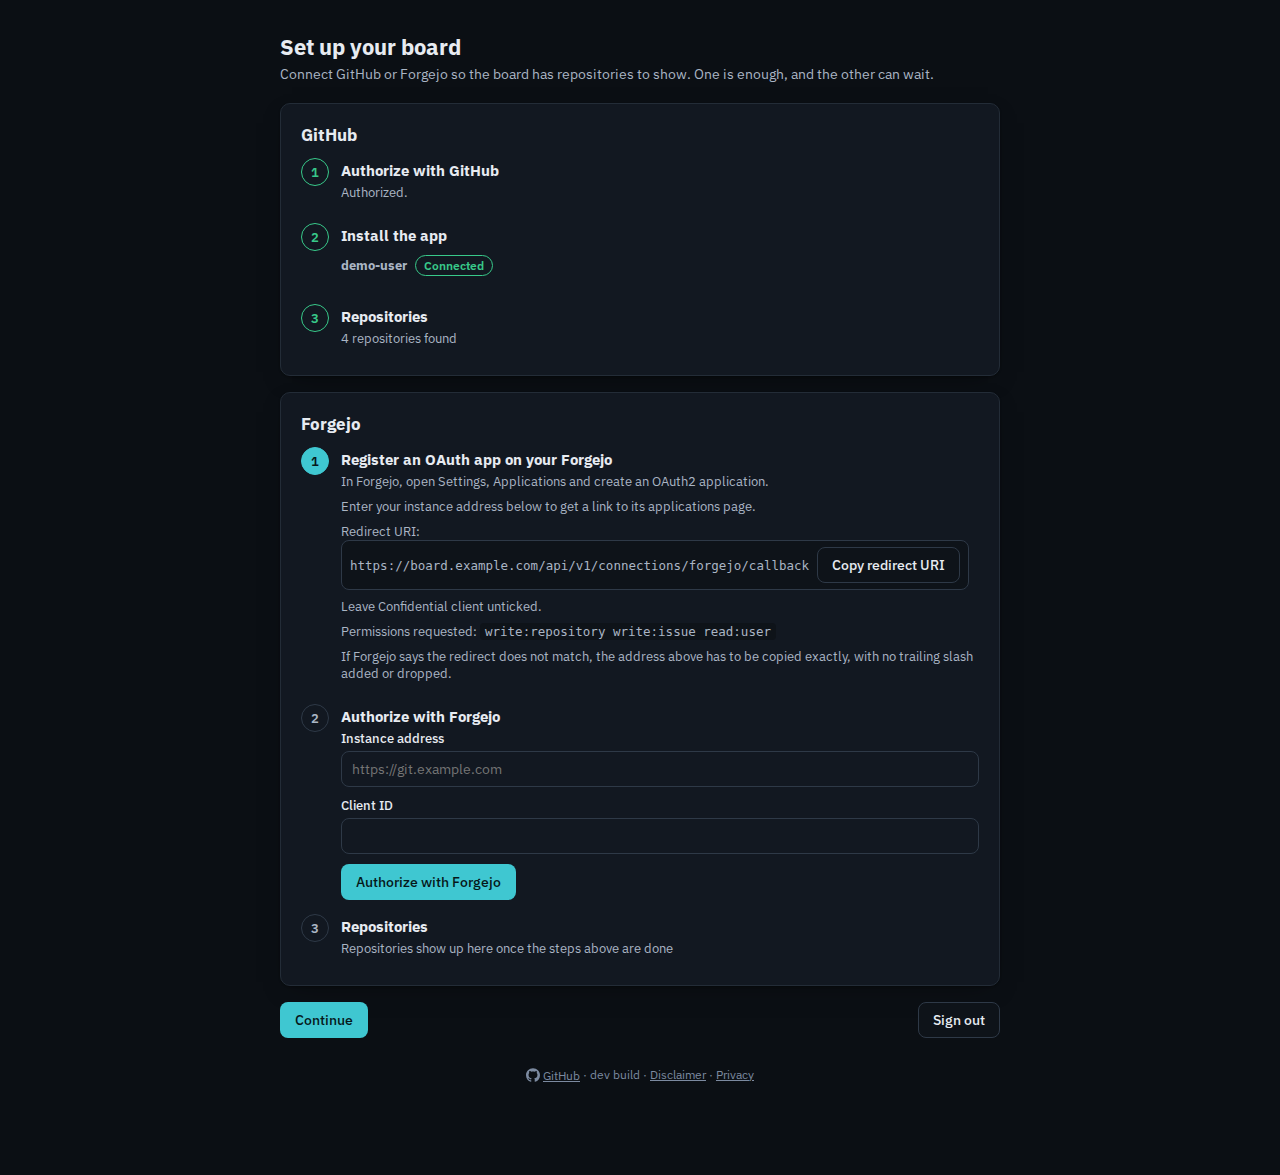 Set up your board
Connect GitHub or Forgejo so the board has repositories to show. One is enough, and the other can wait.
GitHub
1 Authorize with GitHub
Authorized.
2 Install the app
demo-user Connected
3 Repositories
4 repositories found
Forgejo
1 Register an OAuth app on your Forgejo
In Forgejo, open Settings, Applications and create an OAuth2 application.
Enter your instance address below to get a link to its applications page.
Redirect URI:
https://board.example.com/api/v1/connections/forgejo/callback Copy redirect URI
Leave Confidential client unticked.
Permissions requested: write:repository write:issue read:user
If Forgejo says the redirect does not match, the address above has to be copied exactly, with no trailing slash
added or dropped.
2 Authorize with Forgejo
Instance address
https://git.example.com
Client ID
Authorize with Forgejo
3 Repositories
Repositories show up here once the steps above are done
Continue Sign out
GitHub · dev build · Disclaimer · Privacy